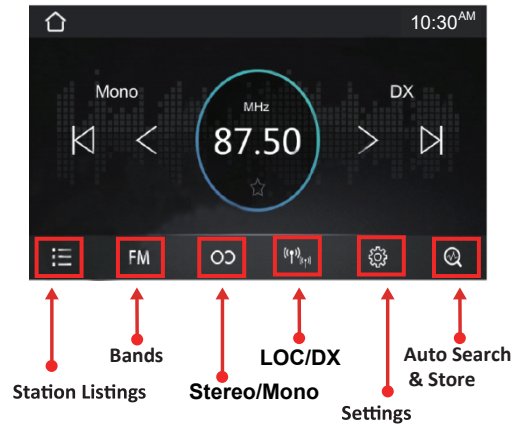 10:30AM
Mono
DX
MHz
87.50
FM
Bands
LOC/DX
Auto Search
& Store
Station Listings
Stereo/Mono
Settings